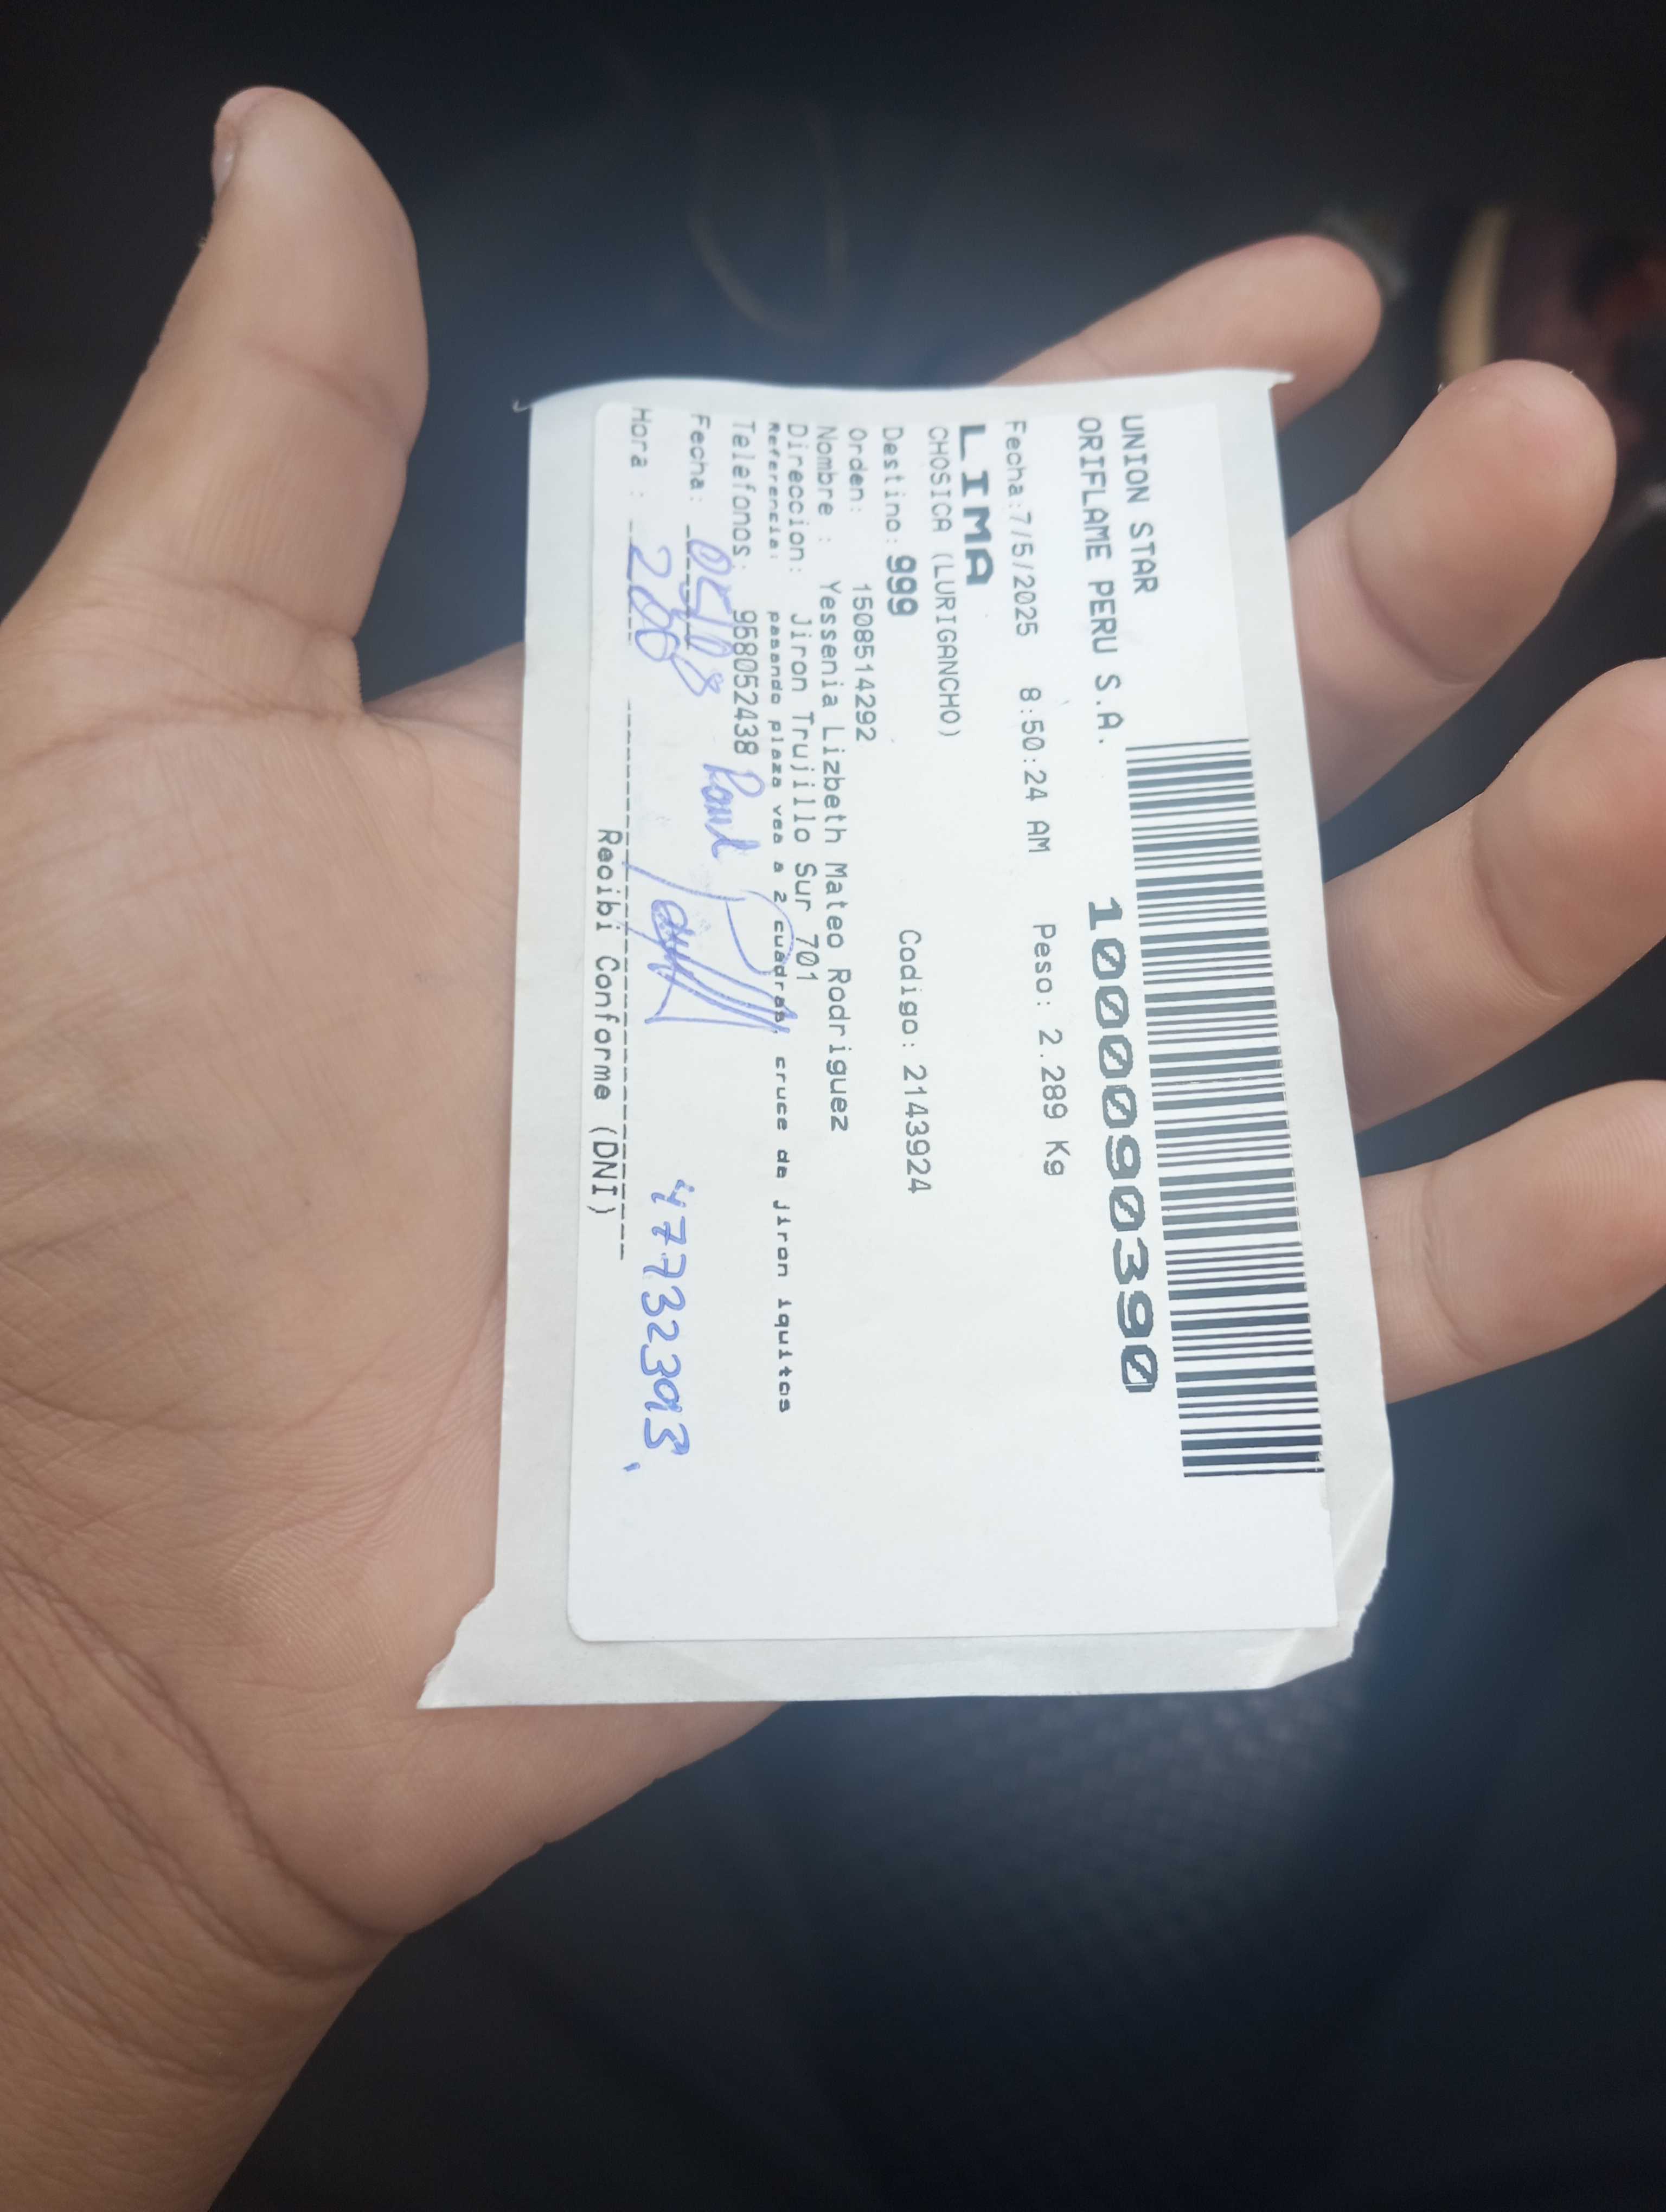 UNION STAR
ORIFLAME PERU S.A.
1000090390
Fecha:7/5/2025 8:50:24 AM Peso: 2.289 Kg
LIMA
CHOSICA (LURIGANCHO)
Destino: 999 Codigo: 2143924
Orden: 1508514292
Nombre : Yessenia Lizbeth Mateo Rodriguez
Direccion: Jiron Trujillo Sur 701
Referencia: pasando plaza vea a 2 cuadras, cruce de jiron iquitos
Telefonos: 958052438
Fecha:
Hora :
Recibi Conforme (DNI)